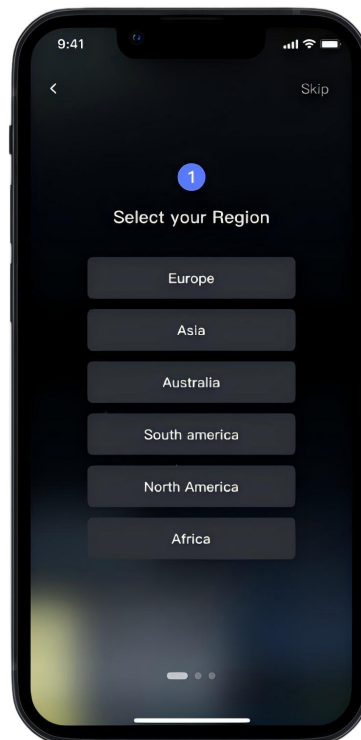 9:41
Skip
1
Select your Region
Europe
Asia
Australia
South america
North America
Africa